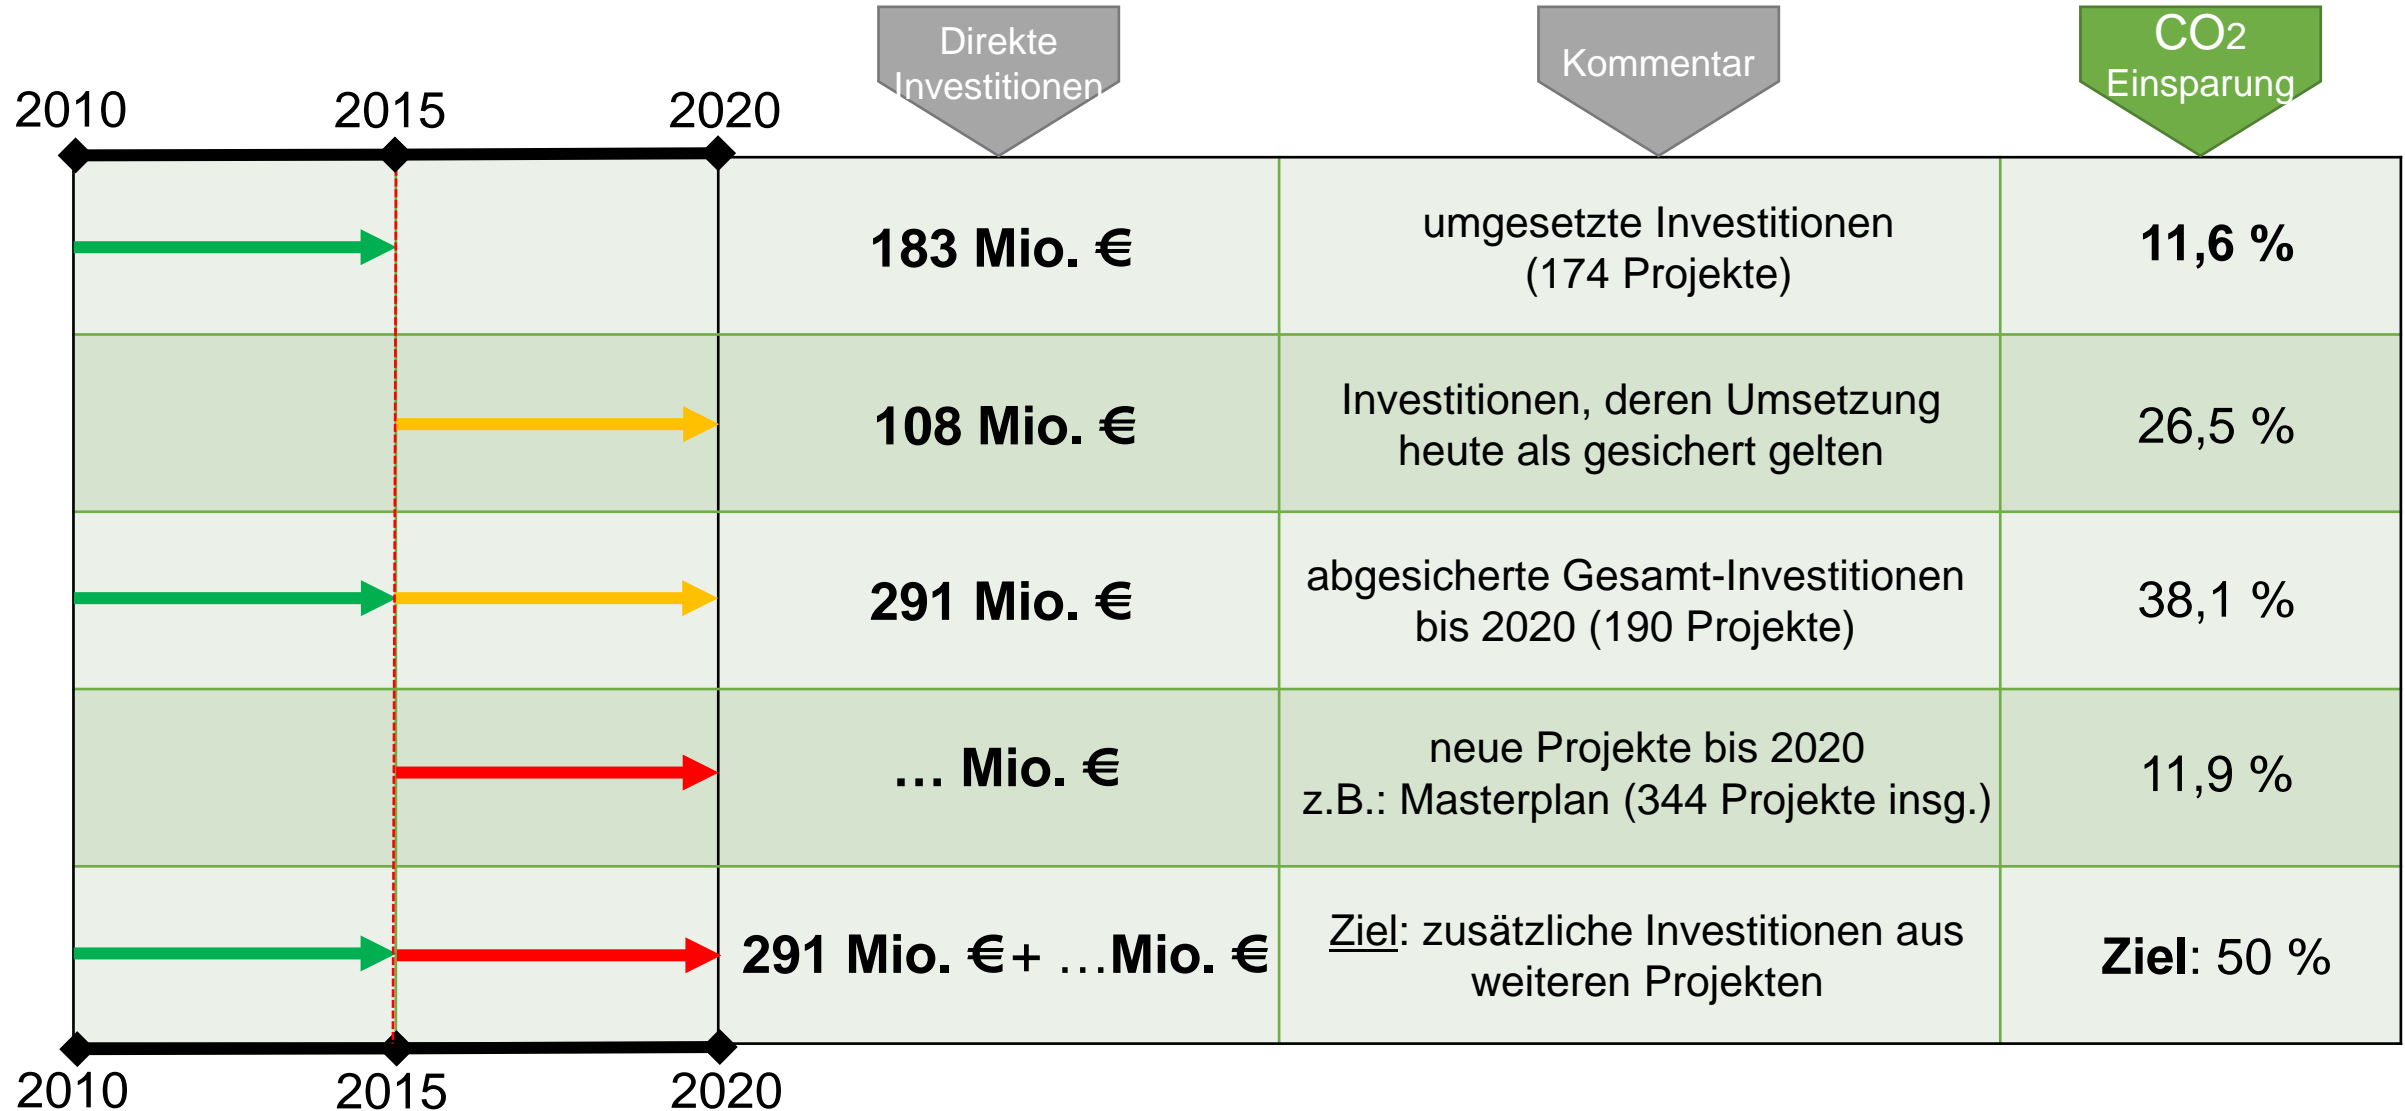 Direkte
Investitionen
Kommentar
CO2
Einsparung
2010 2015 2020
183 Mio. €
umgesetzte Investitionen
(174 Projekte)
11,6 %
108 Mio. €
Investitionen, deren Umsetzung
heute als gesichert gelten
26,5 %
291 Mio. €
abgesicherte Gesamt-Investitionen
bis 2020 (190 Projekte)
38,1 %
... Mio. €
neue Projekte bis 2020
z.B.: Masterplan (344 Projekte insg.)
11,9 %
291 Mio. €+ ...Mio. €
Ziel: zusätzliche Investitionen aus
weiteren Projekten
Ziel: 50 %
2010 2015 2020